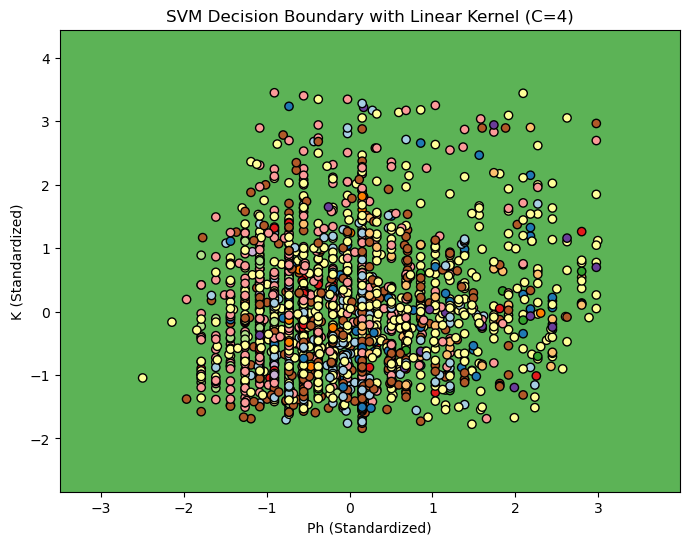 SVM Decision Boundary with Linear Kernel (C=4)
4
3
2
1
0
−1
−2
K (Standardized)
−3 −2 −1 0 1 2 3
Ph (Standardized)